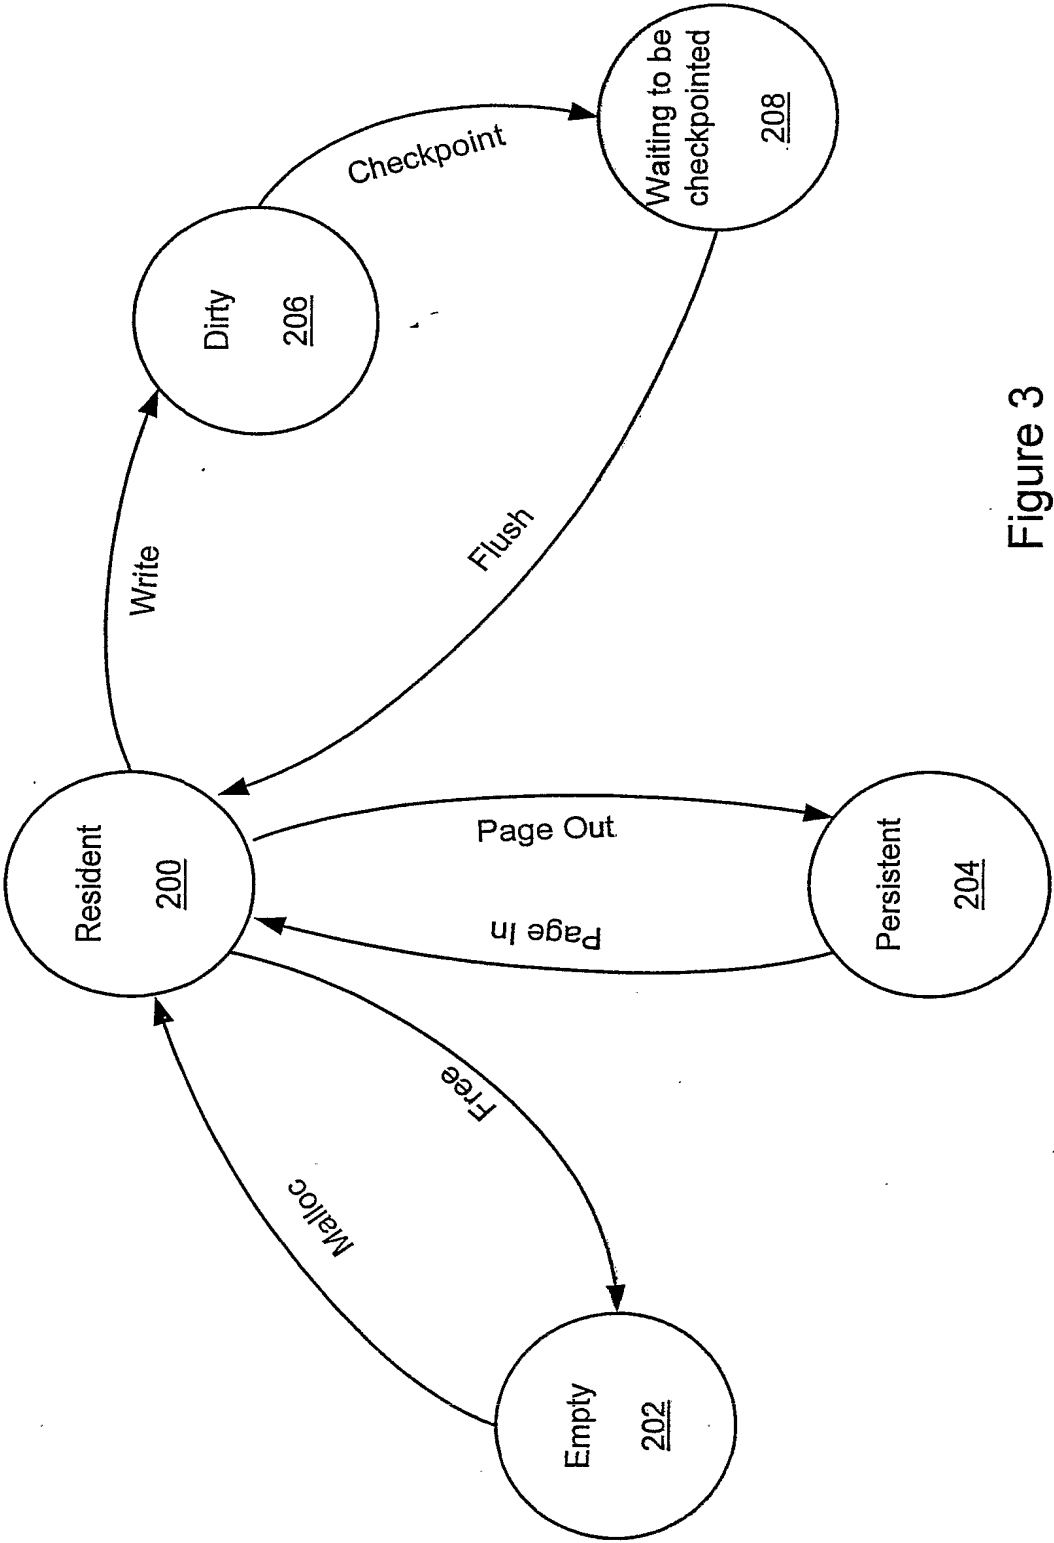 Resident
200
Write
Dirty
206
Checkpoint
Waiting to be
checkpointed
208
Flush
Page Out
Page In
Persistent
204
Free
Malloc
Empty
202
Figure 3